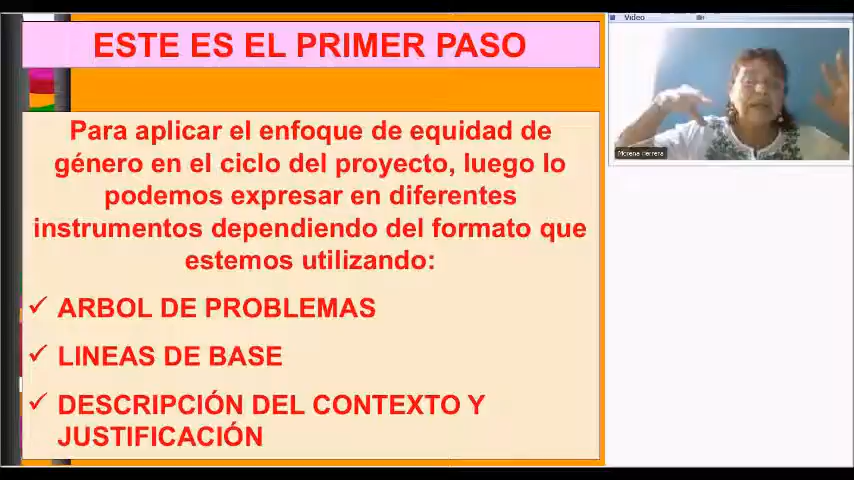 ESTE ES EL PRIMER PASO
Para aplicar el enfoque de equidad de
género en el ciclo del proyecto, luego lo
podemos expresar en diferentes
instrumentos dependiendo del formato que
estemos utilizando:
✓ ARBOL DE PROBLEMAS
✓ LINEAS DE BASE
✓ DESCRIPCIÓN DEL CONTEXTO Y
JUSTIFICACIÓN
Video
Morena Herrera